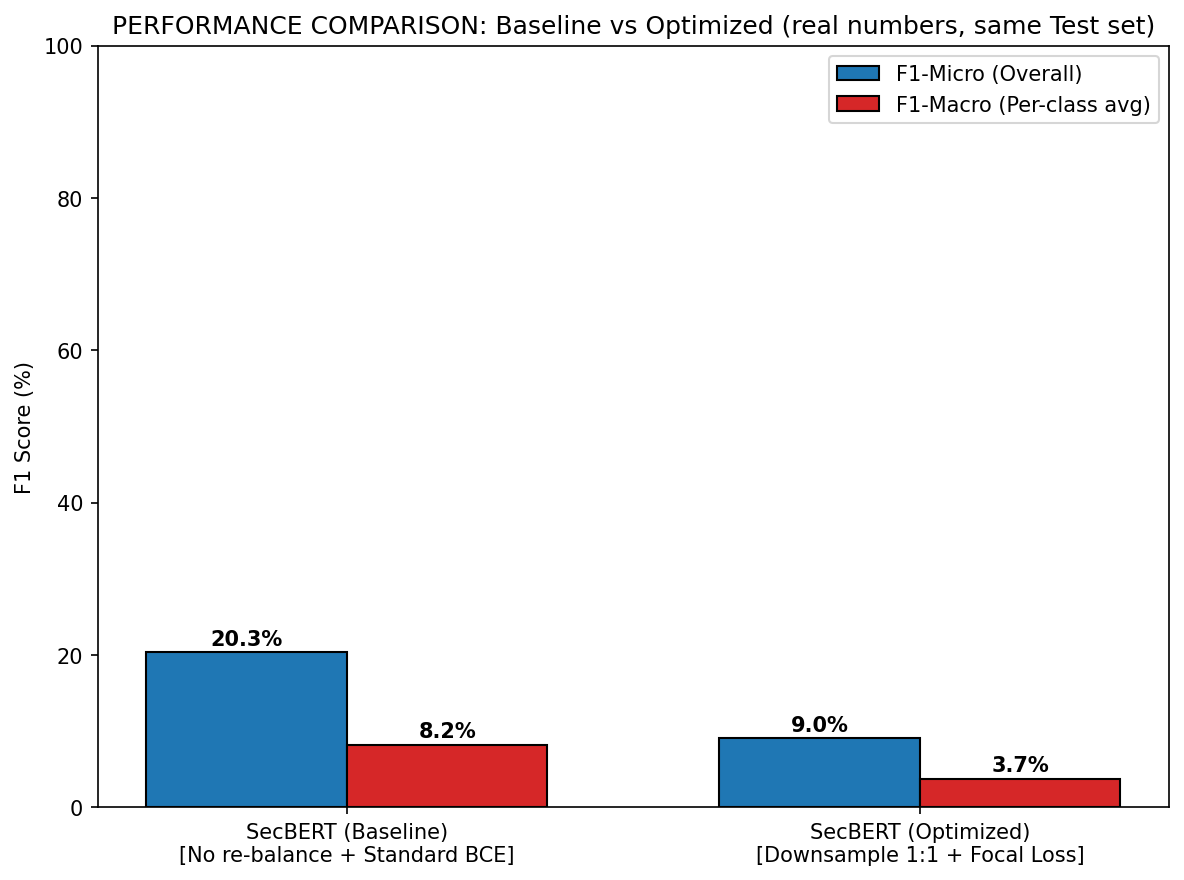 PERFORMANCE COMPARISON: Baseline vs Optimized (real numbers, same Test set)
100
80
60
40
20
0
F1 Score (%)
F1-Micro (Overall)
F1-Macro (Per-class avg)
20.3%
8.2%
9.0%
3.7%
SecBERT (Baseline)
[No re-balance + Standard BCE]
SecBERT (Optimized)
[Downsample 1:1 + Focal Loss]